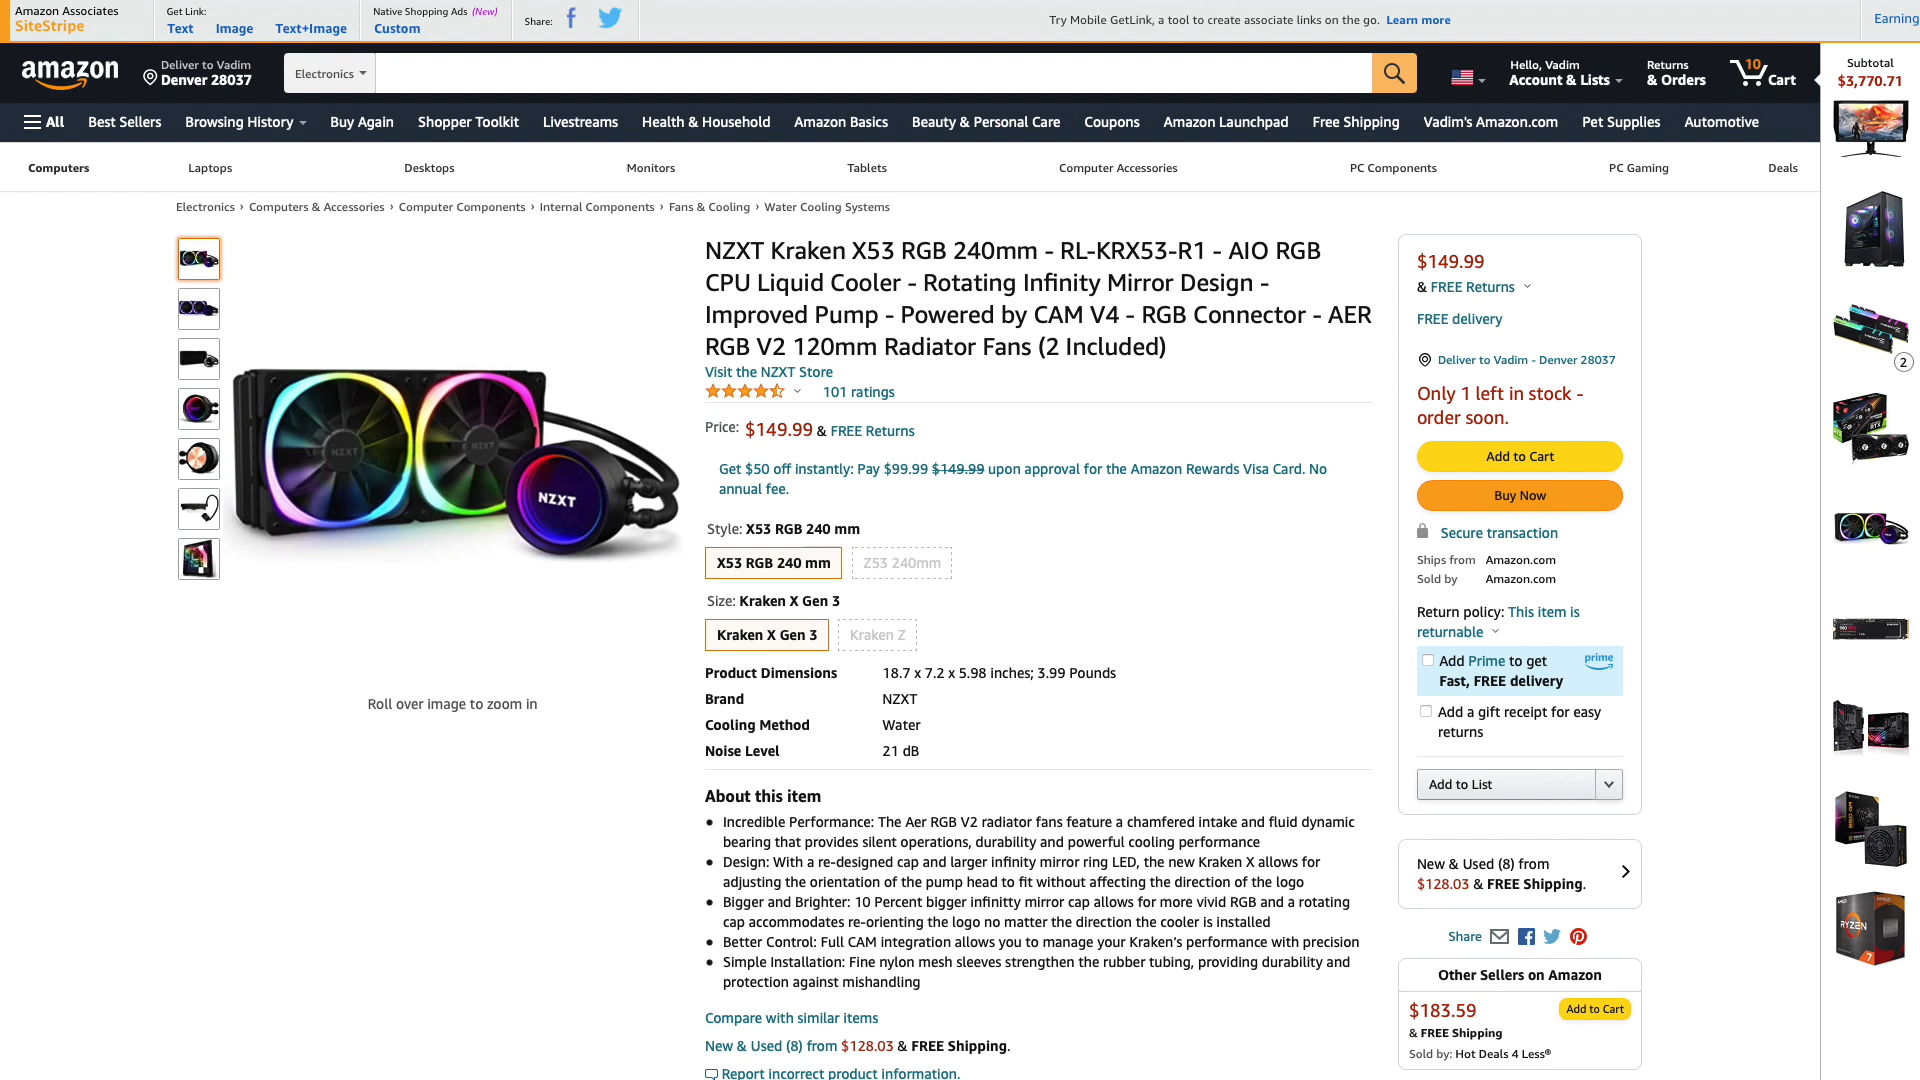 Amazon Associates
SiteStripe
Get Link:
Text Image Text+Image
Native Shopping Ads (New)
Custom
Share:
Try Mobile GetLink, a tool to create associate links on the go. Learn more
Earning
amazon
Deliver to Vadim
Denver 28037
Electronics
Hello, Vadim
Account & Lists
Returns
& Orders
10
Cart
Subtotal
$3,770.71
All Best Sellers Browsing History Buy Again Shopper Toolkit Livestreams Health & Household Amazon Basics Beauty & Personal Care Coupons Amazon Launchpad Free Shipping Vadim's Amazon.com Pet Supplies Automotive
Computers Laptops Desktops Monitors Tablets Computer Accessories PC Components PC Gaming Deals
Electronics › Computers & Accessories › Computer Components › Internal Components › Fans & Cooling › Water Cooling Systems
NZXT
NZXT
NZXT
Roll over image to zoom in
NZXT Kraken X53 RGB 240mm - RL-KRX53-R1 - AIO RGB
CPU Liquid Cooler - Rotating Infinity Mirror Design -
Improved Pump - Powered by CAM V4 - RGB Connector - AER
RGB V2 120mm Radiator Fans (2 Included)
Visit the NZXT Store
101 ratings
Price: $149.99 & FREE Returns
Get $50 off instantly: Pay $99.99 $149.99 upon approval for the Amazon Rewards Visa Card. No
annual fee.
Style: X53 RGB 240 mm
X53 RGB 240 mm Z53 240mm
Size: Kraken X Gen 3
Kraken X Gen 3 Kraken Z
Product Dimensions 18.7 x 7.2 x 5.98 inches; 3.99 Pounds
Brand NZXT
Cooling Method Water
Noise Level 21 dB
About this item
• Incredible Performance: The Aer RGB V2 radiator fans feature a chamfered intake and fluid dynamic
bearing that provides silent operations, durability and powerful cooling performance
• Design: With a re-designed cap and larger infinity mirror ring LED, the new Kraken X allows for
adjusting the orientation of the pump head to fit without affecting the direction of the logo
• Bigger and Brighter: 10 Percent bigger infinitty mirror cap allows for more vivid RGB and a rotating
cap accommodates re-orienting the logo no matter the direction the cooler is installed
• Better Control: Full CAM integration allows you to manage your Kraken's performance with precision
• Simple Installation: Fine nylon mesh sleeves strengthen the rubber tubing, providing durability and
protection against mishandling
Compare with similar items
New & Used (8) from $128.03 & FREE Shipping.
Report incorrect product information.
$149.99
& FREE Returns
FREE delivery
Deliver to Vadim - Denver 28037
Only 1 left in stock -
order soon.
Add to Cart
Buy Now
Secure transaction
Ships from Amazon.com
Sold by Amazon.com
Return policy: This item is
returnable
Add Prime to get
Fast, FREE delivery
prime
Add a gift receipt for easy
returns
Add to List
New & Used (8) from
$128.03 & FREE Shipping.
Share
Other Sellers on Amazon
$183.59
Add to Cart
& FREE Shipping
Sold by: Hot Deals 4 Less®
2
RYZEN
7